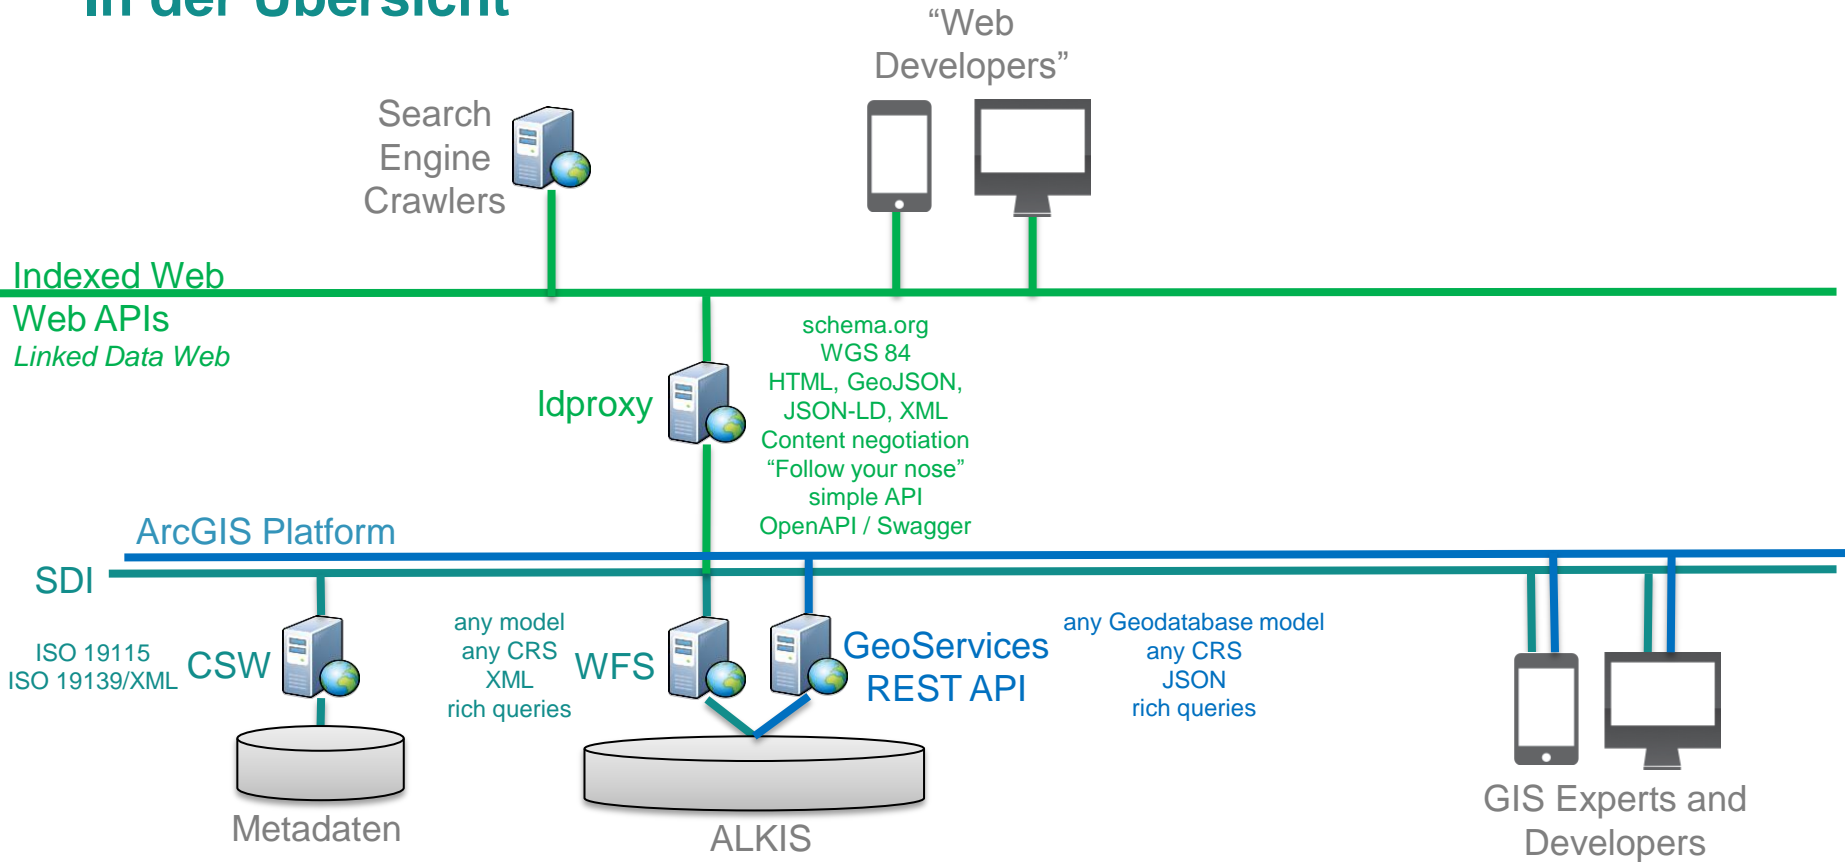 In der Übersicht
“Web
Developers”
Search
Engine
Crawlers
Indexed Web
Web APIs
Linked Data Web
schema.org
WGS 84
HTML, GeoJSON,
JSON-LD, XML
Content negotiation
“Follow your nose”
simple API
OpenAPI / Swagger
ldproxy
ArcGIS Platform
SDI
ISO 19115
ISO 19139/XML
CSW
any model
any CRS
XML
rich queries
WFS
GeoServices
REST API
any Geodatabase model
any CRS
JSON
rich queries
Metadaten
ALKIS
GIS Experts and
Developers